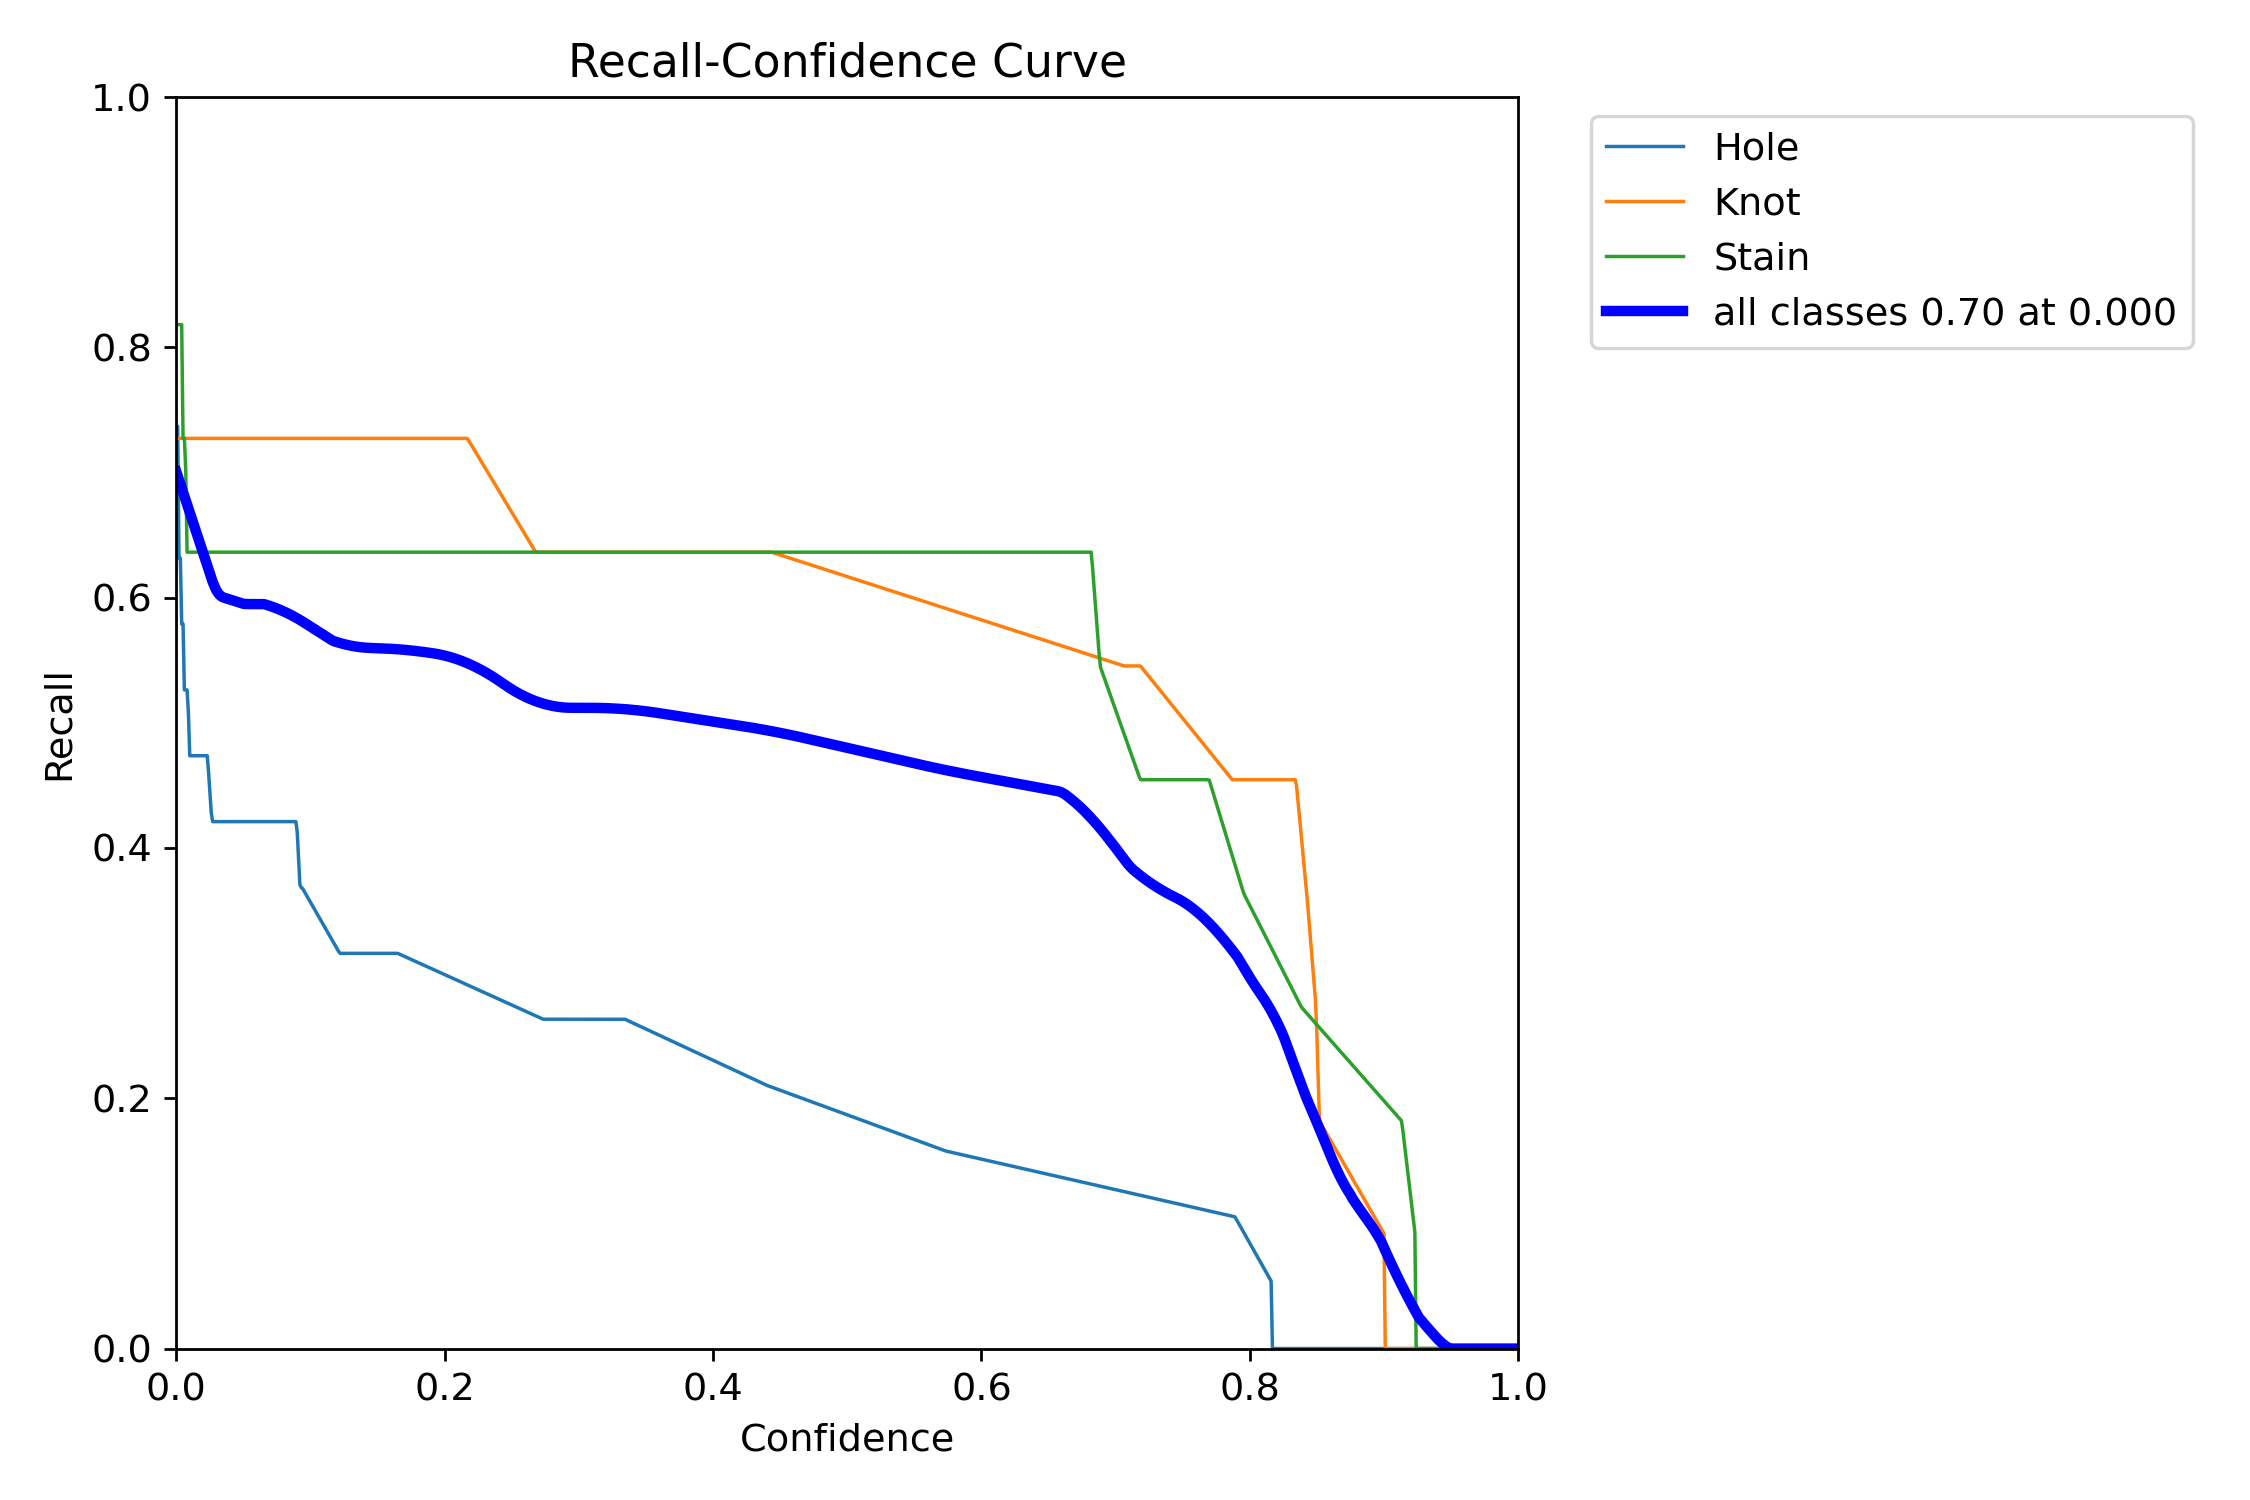 Recall-Confidence Curve
1.0
0.8
0.6
0.4
0.2
0.0
Recall
0.0 0.2 0.4 0.6 0.8 1.0
Confidence
Hole
Knot
Stain
all classes 0.70 at 0.000